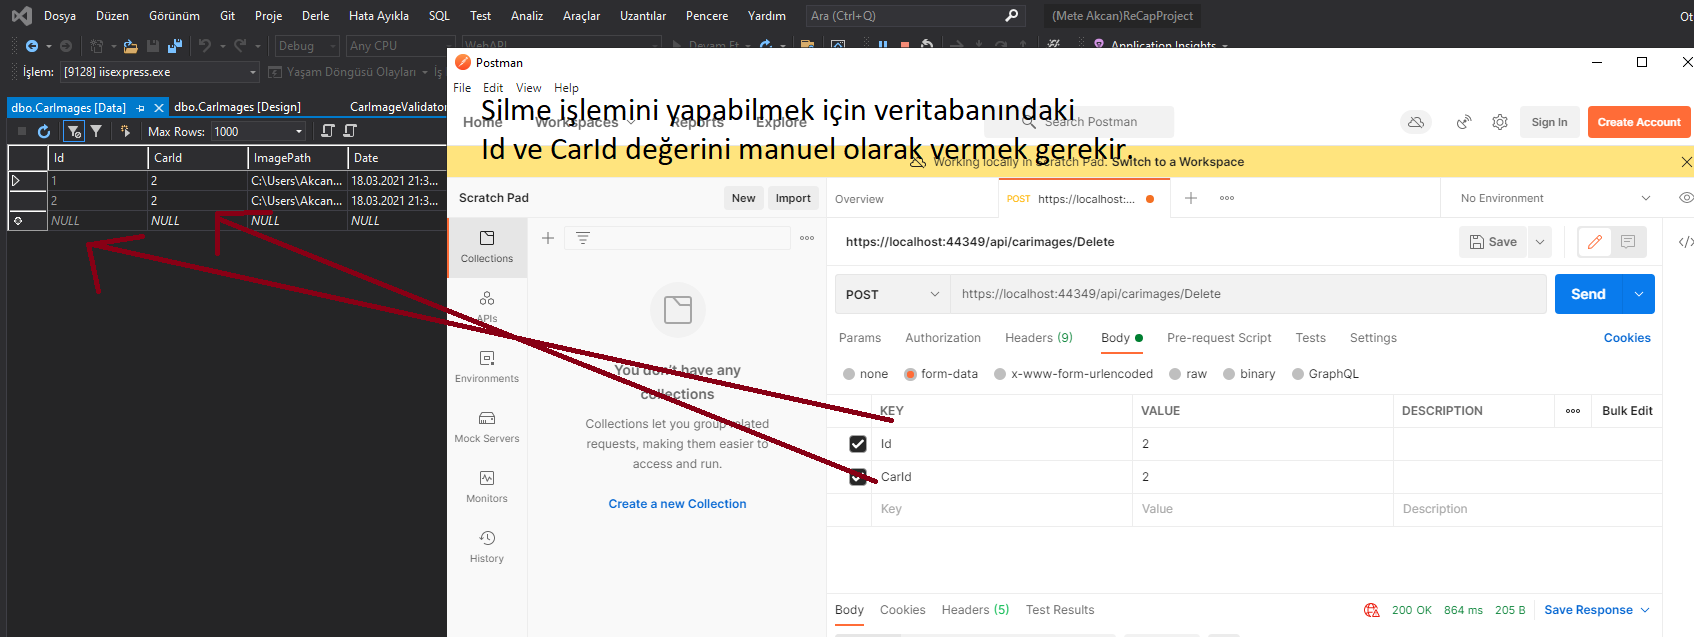 Dosya Düzen Görünüm Git Proje Derle Hata Ayıkla SQL Test Analiz Araçlar Uzantılar Pencere Yardım Ara (Ctrl+Q) (Mete Akcan)ReCapProject Ot
Debug Any CPU WebAPI Devam Et Application Insights
İşlem: [9128] iisexpress.exe Yaşam Döngüsü Olayları İş
dbo.CarImages [Data] dbo.CarImages [Design] CarImageValidator
Max Rows: 1000
Id CarId ImagePath Date
1 2 C:\Users\Akcan... 18.03.2021 21:3...
2 2 C:\Users\Akcan... 18.03.2021 21:3...
NULL NULL NULL NULL
Postman
File Edit View Help
Silme işlemini yapabilmek için veritabanındaki
Id ve CarId değerini manuel olarak vermek gerekir.
Home Workspaces Reports Explore Search Postman Sign In Create Account
Working locally in Scratch Pad. Switch to a Workspace
Scratch Pad New Import Overview POST https://localhost:... No Environment
Collections
APIs
Environments
Mock Servers
Monitors
History
You don't have any
collections
Collections let you group related
requests, making them easier to
access and run.
Create a new Collection
https://localhost:44349/api/carimages/Delete Save
POST https://localhost:44349/api/carimages/Delete Send
Params Authorization Headers (9) Body Pre-request Script Tests Settings Cookies
none form-data x-www-form-urlencoded raw binary GraphQL
KEY VALUE DESCRIPTION Bulk Edit
Id 2
CarId 2
Key Value Description
Body Cookies Headers (5) Test Results 200 OK 864 ms 205 B Save Response